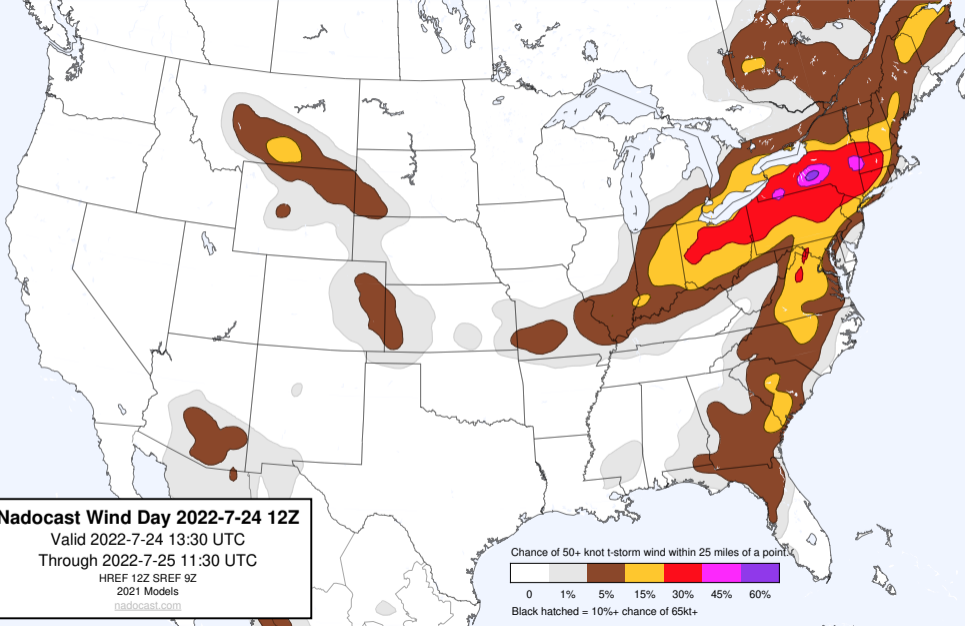 Nadocast Wind Day 2022-7-24 12Z
Valid 2022-7-24 13:30 UTC
Through 2022-7-25 11:30 UTC
HREF 12Z SREF 9Z
2021 Models
nadocast.com
Chance of 50+ knot t-storm wind within 25 miles of a point.
0 1% 5% 15% 30% 45% 60%
Black hatched = 10%+ chance of 65kt+